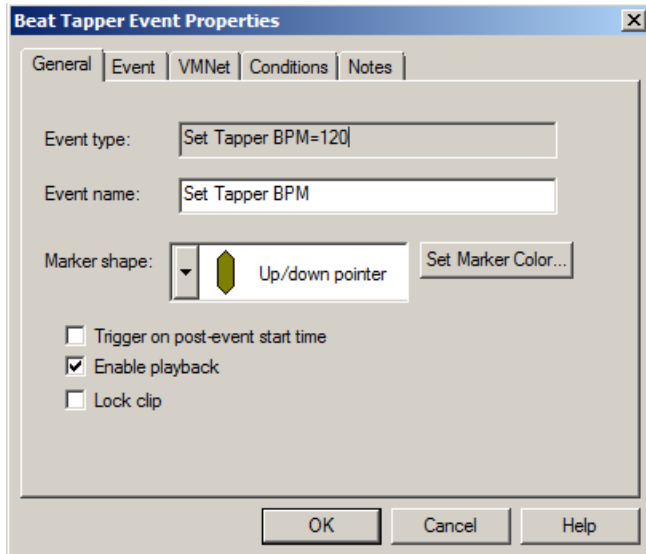 Beat Tapper Event Properties
General Event VMNet Conditions Notes
Event type: Set Tapper BPM=120
Event name: Set Tapper BPM
Marker shape: Up/down pointer Set Marker Color...
Trigger on post-event start time
Enable playback
Lock clip
OK Cancel Help